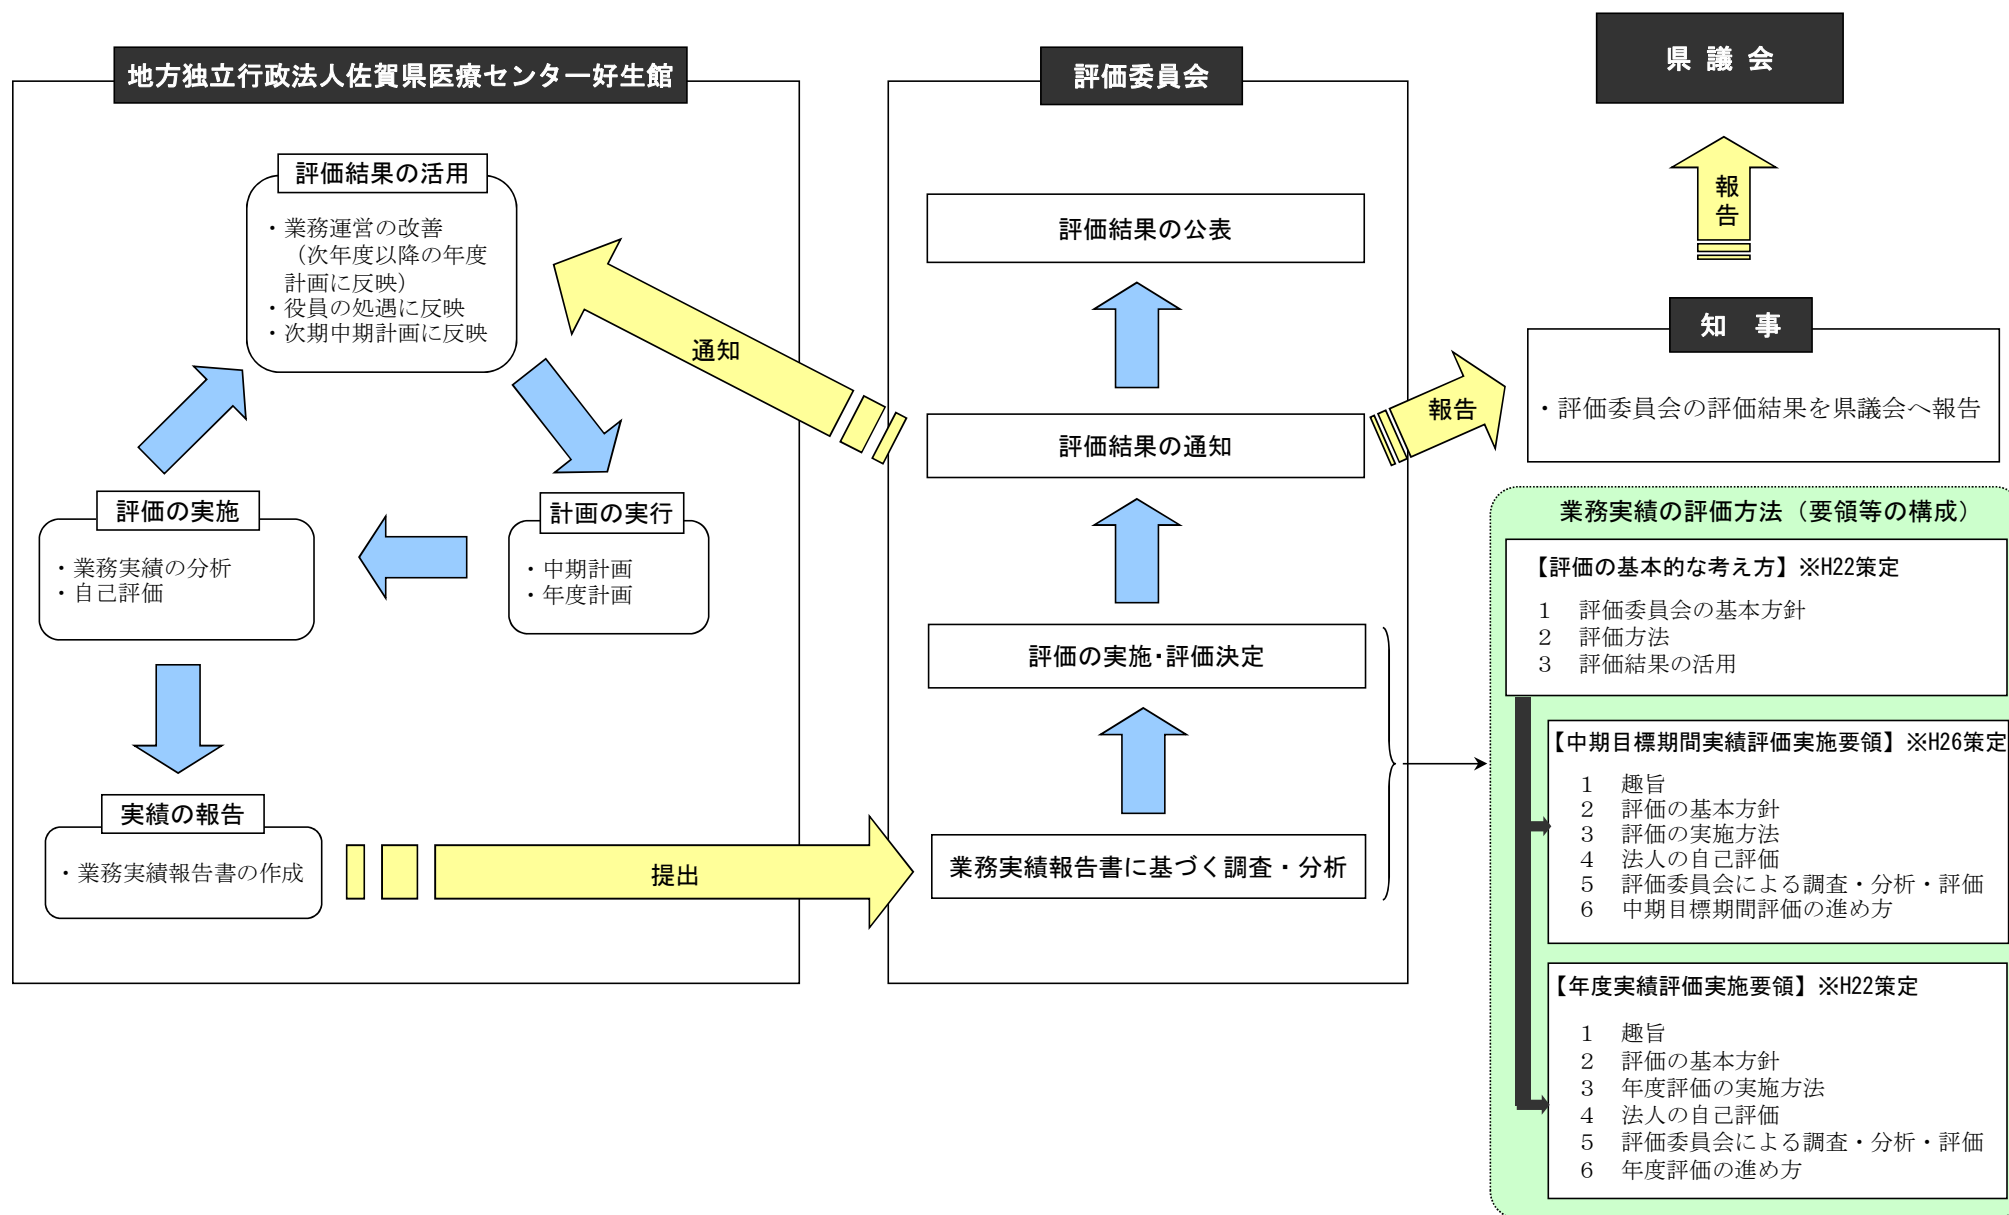 地方独立行政法人佐賀県医療センター好生館
評価結果の活用
・業務運営の改善
（次年度以降の年度
計画に反映）
・役員の処遇に反映
・次期中期計画に反映
通知
評価の実施
・業務実績の分析
・自己評価
計画の実行
・中期計画
・年度計画
実績の報告
・業務実績報告書の作成
提出
評価委員会
評価結果の公表
評価結果の通知
評価の実施・評価決定
業務実績報告書に基づく調査・分析
県 議 会
報
告
知　事
報告
・評価委員会の評価結果を県議会へ報告
業務実績の評価方法（要領等の構成）
【評価の基本的な考え方】※H22策定
１　評価委員会の基本方針
２　評価方法
３　評価結果の活用
【中期目標期間実績評価実施要領】※H26策定
１　趣旨
２　評価の基本方針
３　評価の実施方法
４　法人の自己評価
５　評価委員会による調査・分析・評価
６　中期目標期間評価の進め方
【年度実績評価実施要領】※H22策定
１　趣旨
２　評価の基本方針
３　年度評価の実施方法
４　法人の自己評価
５　評価委員会による調査・分析・評価
６　年度評価の進め方